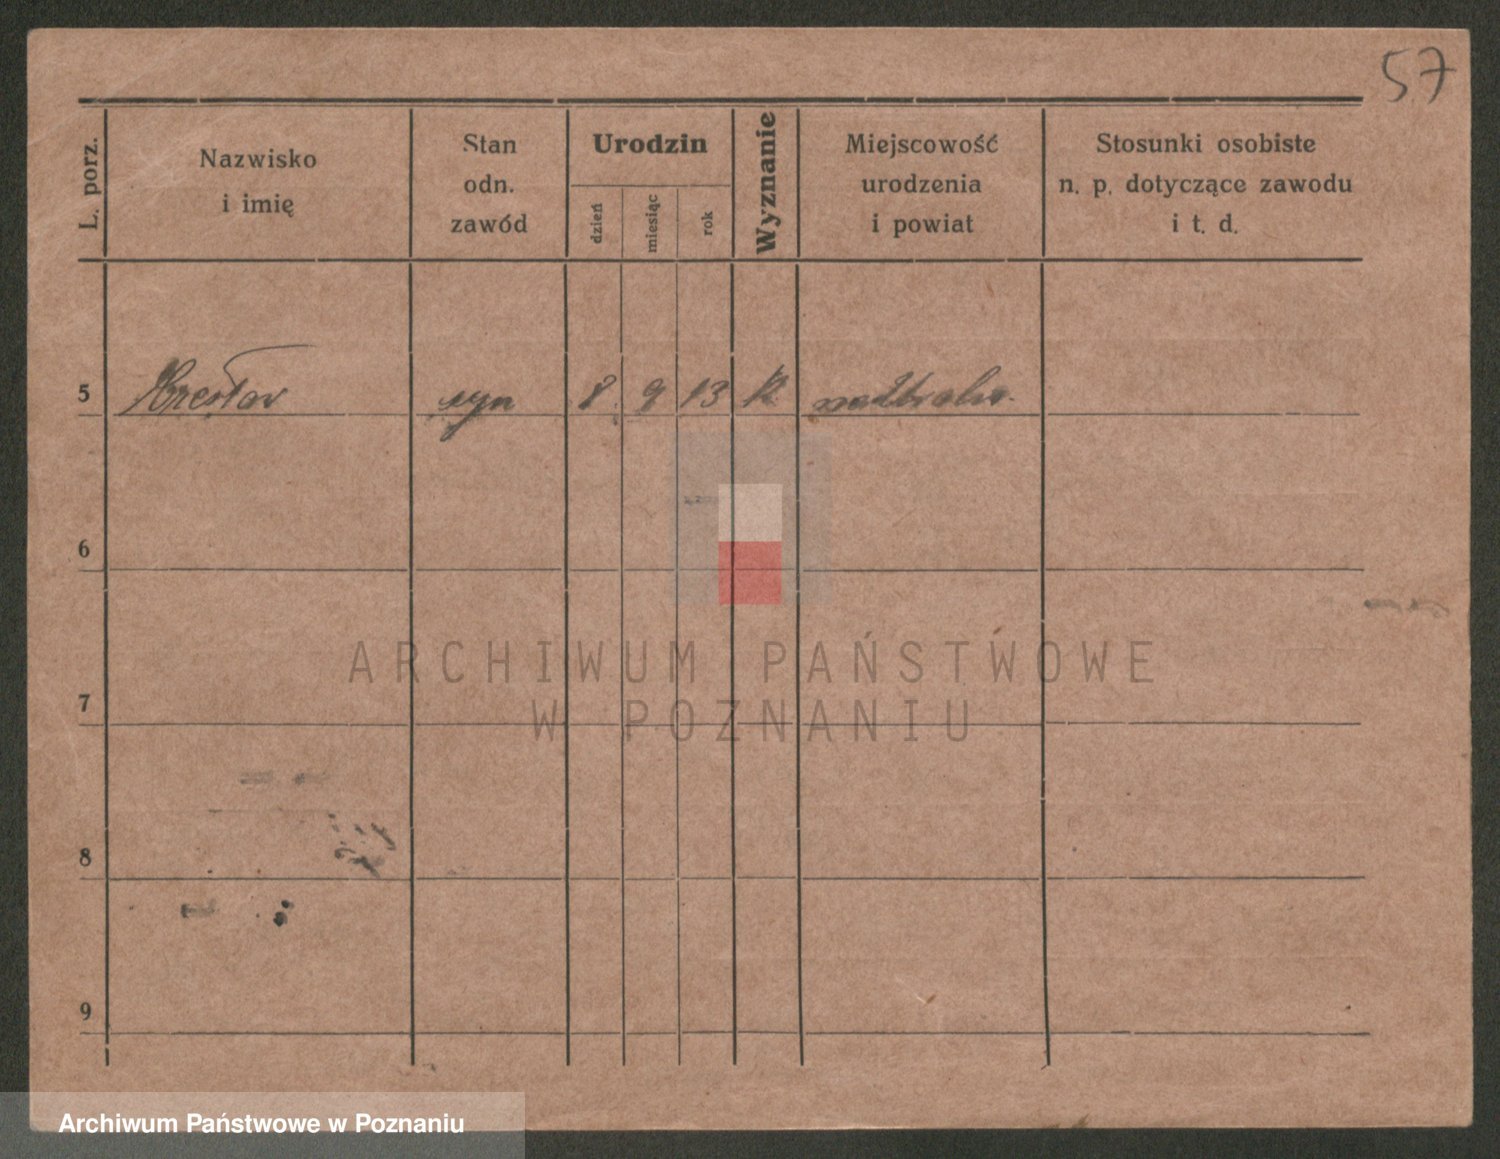 57
L. porz.
Nazwisko
i imię
Stan
odn.
zawód
Urodzin
dzień
miesiąc
rok
Wyznanie
Miejscowość
urodzenia
i powiat
Stosunki osobiste
n. p. dotyczące zawodu
i t. d.
5 syn 8. 9 13 K
6
7
8
9
ARCHIWUM PAŃSTWOWE
W POZNANIU
Archiwum Państwowe w Poznaniu